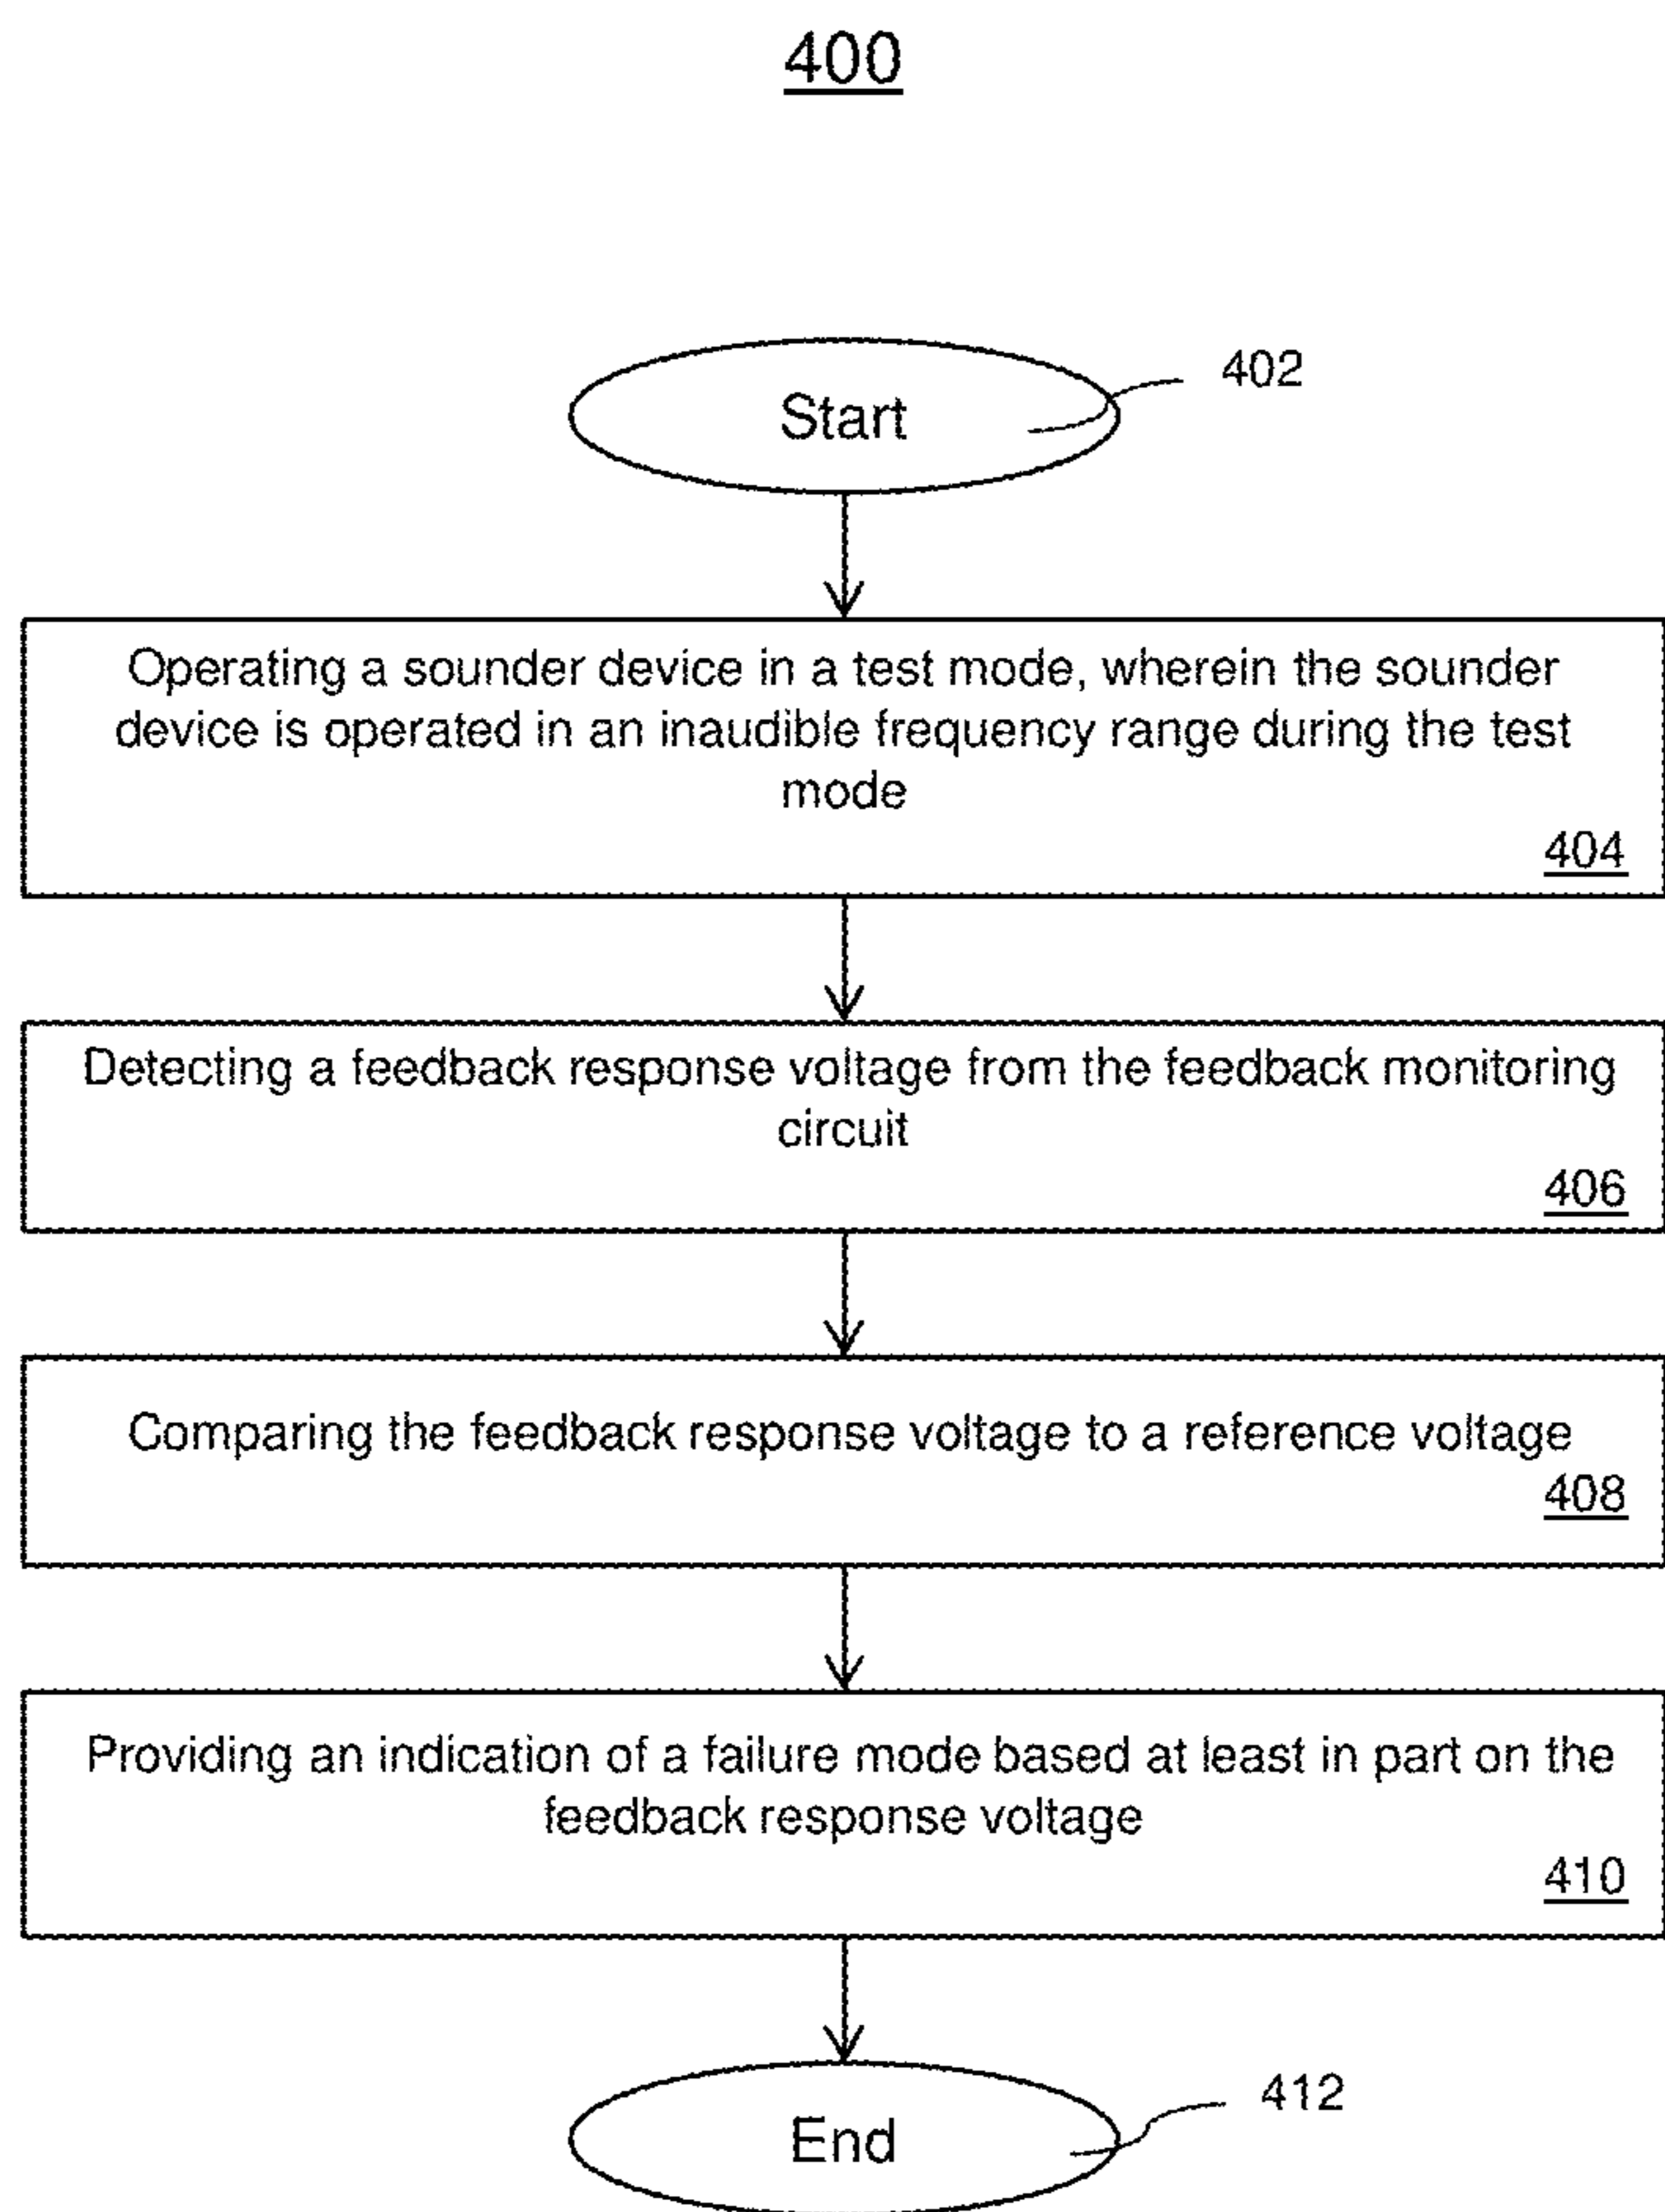 400
Start
402
Operating a sounder device in a test mode, wherein the sounder
device is operated in an inaudible frequency range during the test
mode
404
Detecting a feedback response voltage from the feedback monitoring
circuit
406
Comparing the feedback response voltage to a reference voltage
408
Providing an indication of a failure mode based at least in part on the
feedback response voltage
410
End
412